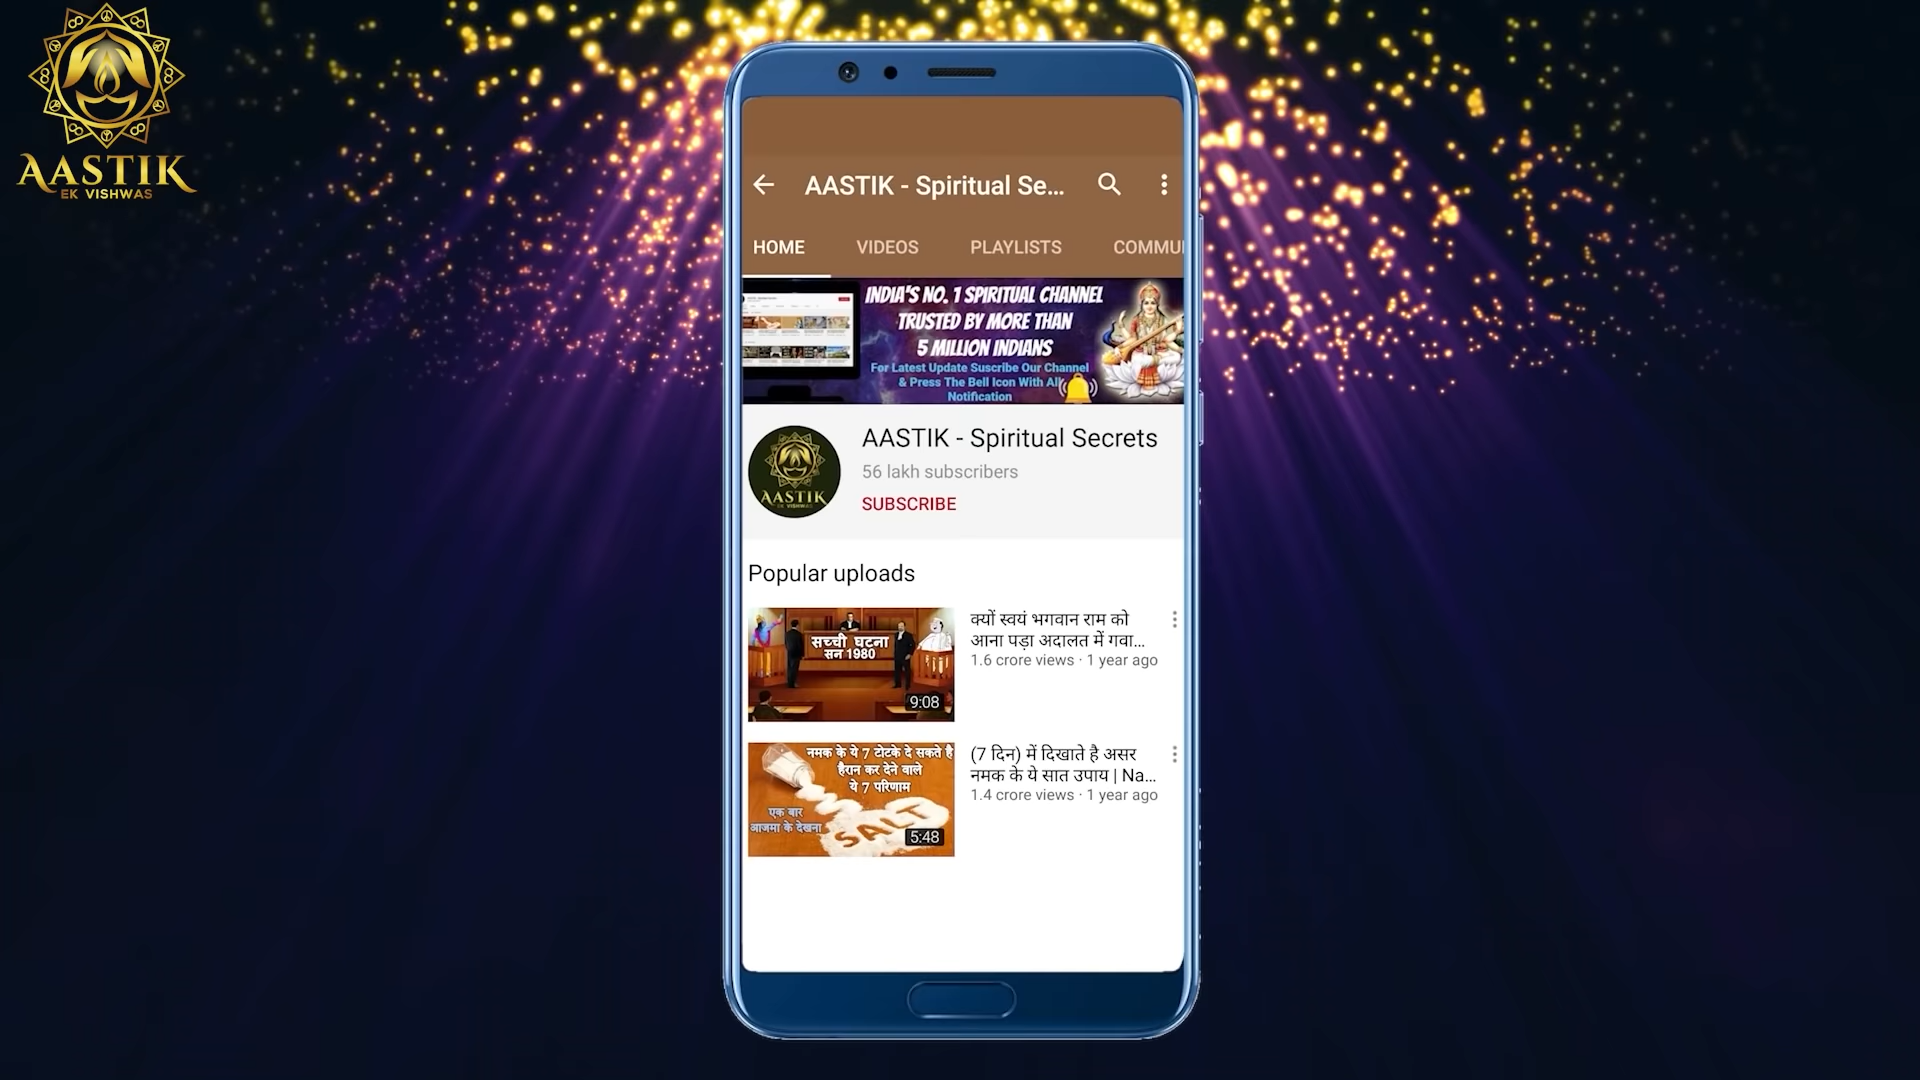 AASTIK
EK VISHWAS
AASTIK - Spiritual Se...
HOME VIDEOS PLAYLISTS COMMU
INDIA'S NO. 1 SPIRITUAL CHANNEL
TRUSTED BY MORE THAN
5 MILLION INDIANS
For Latest Update Suscribe Our Channel
& Press The Bell Icon With All
Notification
AASTIK
EK VISHWAS
AASTIK - Spiritual Secrets
56 lakh subscribers
SUBSCRIBE
Popular uploads
सच्ची घटना
सन 1980
9:08
क्यों स्वयं भगवान राम को
आना पड़ा अदालत में गवा...
1.6 crore views · 1 year ago
नमक के ये 7 टोटके दे सकते है
हैरान कर देने वाले
ये 7 परिणाम
एक बार
आजमा के देखना
SALT
5:48
(7 दिन) में दिखाते है असर
नमक के ये सात उपाय | Na...
1.4 crore views · 1 year ago